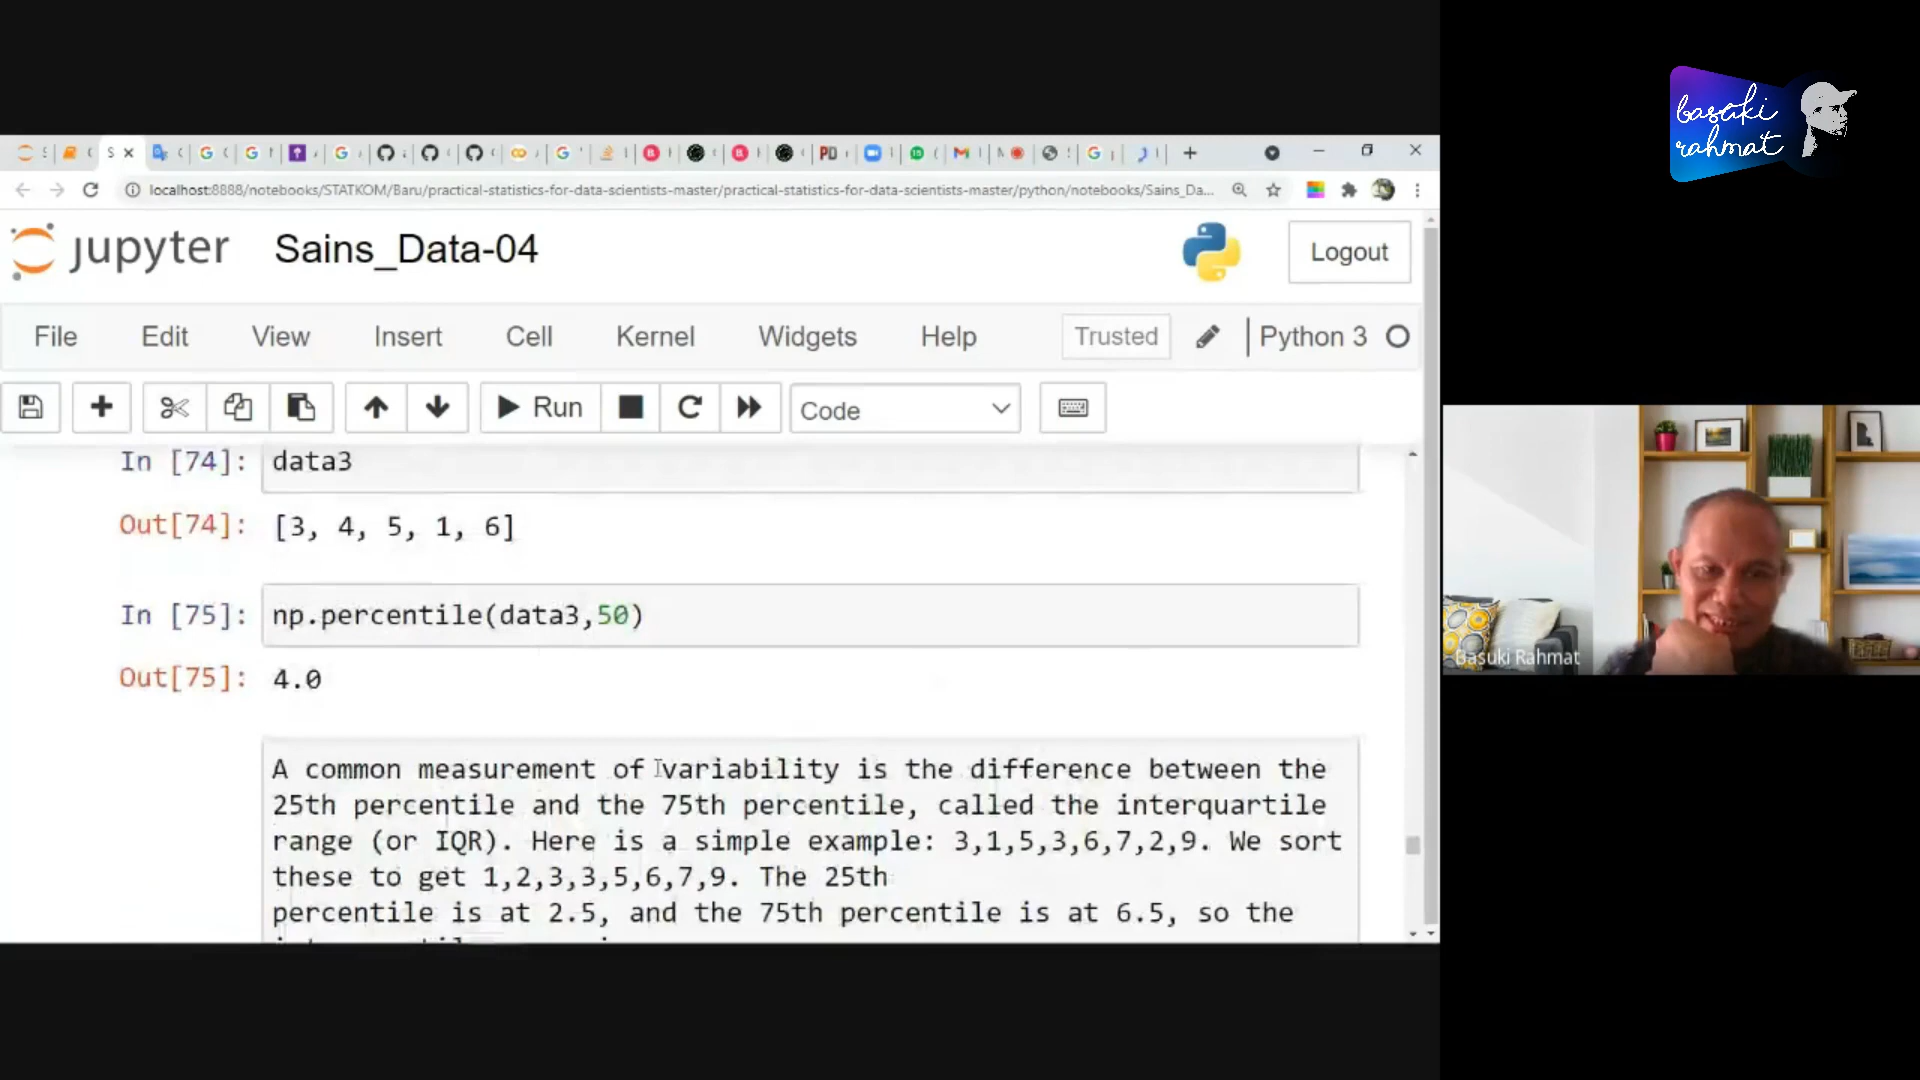 basuki
rahmat
localhost:8888/notebooks/STATKOM/Baru/practical-statistics-for-data-scientists-master/practical-statistics-for-data-scientists-master/python/notebooks/Sains_Da...
jupyter Sains_Data-04 Logout
File Edit View Insert Cell Kernel Widgets Help Trusted Python 3
Run Code
In [74]: data3
Out[74]: [3, 4, 5, 1, 6]
In [75]: np.percentile(data3,50)
Out[75]: 4.0
A common measurement of variability is the difference between the
25th percentile and the 75th percentile, called the interquartile
range (or IQR). Here is a simple example: 3,1,5,3,6,7,2,9. We sort
these to get 1,2,3,3,5,6,7,9. The 25th
percentile is at 2.5, and the 75th percentile is at 6.5, so the
Basuki Rahmat